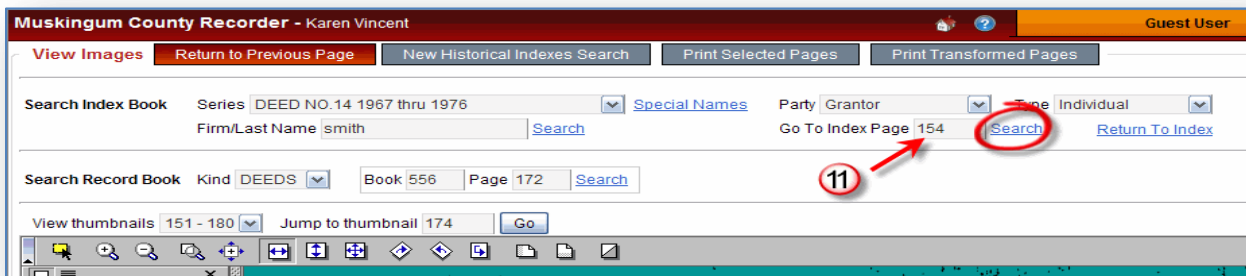 Muskingum County Recorder - Karen Vincent ? Guest User
View Images Return to Previous Page New Historical Indexes Search Print Selected Pages Print Transformed Pages
Search Index Book Series DEED NO.14 1967 thru 1976 Special Names Party Grantor Type Individual
Firm/Last Name smith Search Go To Index Page 154 Search Return To Index
11
Search Record Book Kind DEEDS Book 556 Page 172 Search
View thumbnails 151 - 180 Jump to thumbnail 174 Go